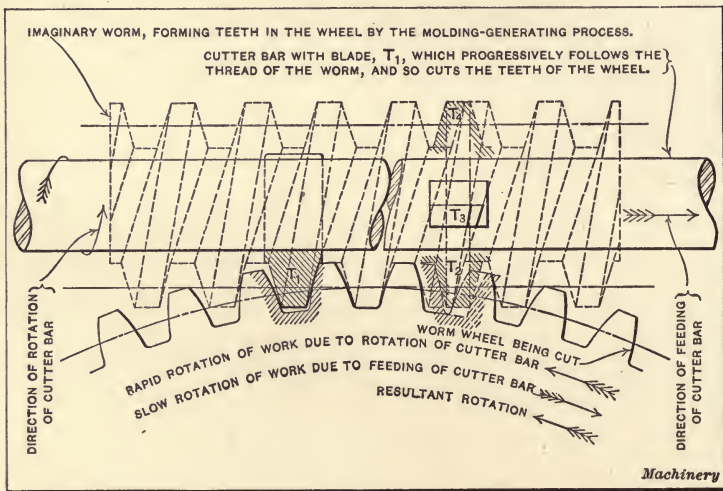 IMAGINARY WORM, FORMING TEETH IN THE WHEEL BY THE MOLDING-GENERATING PROCESS.
CUTTER BAR WITH BLADE, T₁, WHICH PROGRESSIVELY FOLLOWS THE
THREAD OF THE WORM, AND SO CUTS THE TEETH OF THE WHEEL.
T₄
T₃
T₁
T₂
DIRECTION OF ROTATION
OF CUTTER BAR
WORM WHEEL BEING CUT
RAPID ROTATION OF WORK DUE TO ROTATION OF CUTTER BAR
SLOW ROTATION OF WORK DUE TO FEEDING OF CUTTER BAR
RESULTANT ROTATION
DIRECTION OF FEEDING
OF CUTTER BAR
Machinery